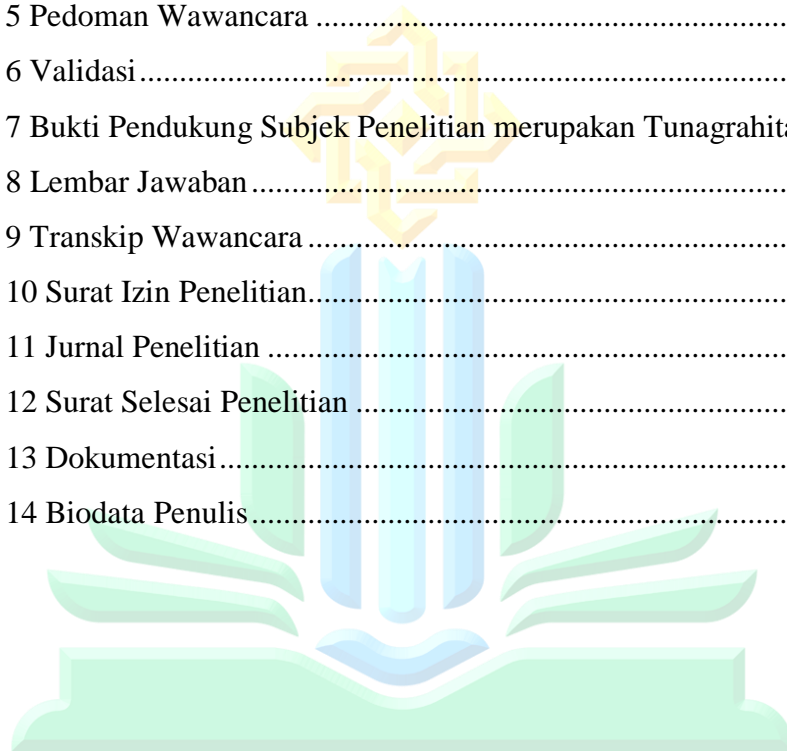 5 Pedoman Wawancara ........................................................
6 Validasi..............................................................................
7 Bukti Pendukung Subjek Penelitian merupakan Tunagrahita
8 Lembar Jawaban................................................................
9 Transkip Wawancara .........................................................
10 Surat Izin Penelitian.........................................................
11 Jurnal Penelitian ..............................................................
12 Surat Selesai Penelitian ...................................................
13 Dokumentasi....................................................................
14 Biodata Penulis................................................................